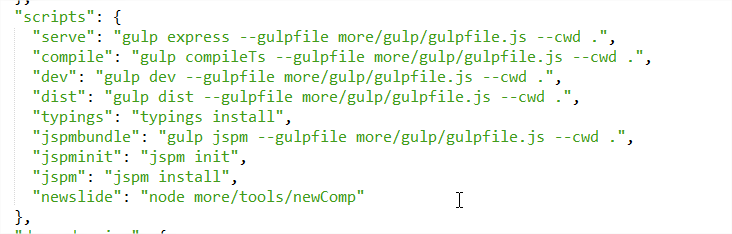 "scripts": {
"serve": "gulp express --gulpfile more/gulp/gulpfile.js --cwd .",
"compile": "gulp compileTs --gulpfile more/gulp/gulpfile.js --cwd .",
"dev": "gulp dev --gulpfile more/gulp/gulpfile.js --cwd .",
"dist": "gulp dist --gulpfile more/gulp/gulpfile.js --cwd .",
"typings": "typings install",
"jspmbundle": "gulp jspm --gulpfile more/gulp/gulpfile.js --cwd .",
"jspminit": "jspm init",
"jspm": "jspm install",
"newslide": "node more/tools/newComp"
},